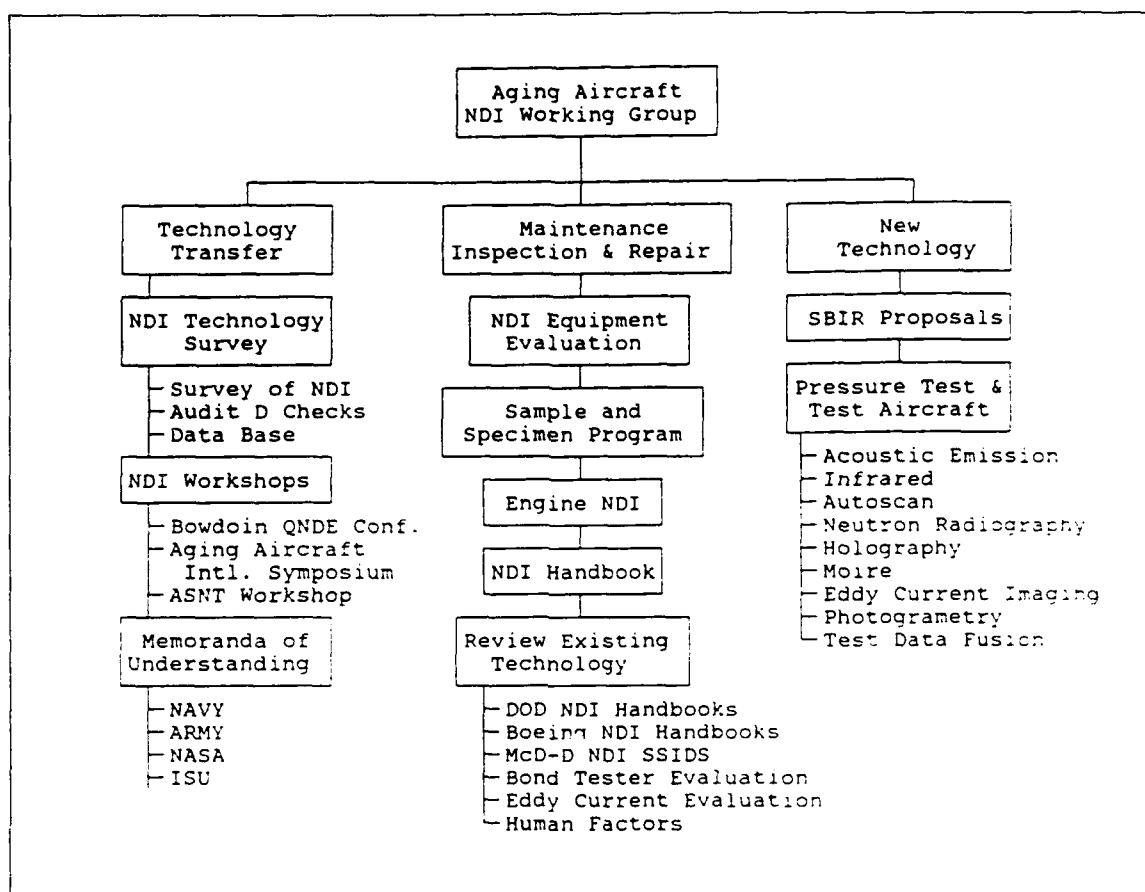 Aging Aircraft
NDI Working Group
Technology
Transfer
NDI Technology
Survey
Survey of NDI
Audit D Checks
Data Base
NDI Workshops
Bowdoin QNDE Conf.
Aging Aircraft
Intl. Symposium
ASNT Workshop
Memoranda of
Understanding
NAVY
ARMY
NASA
ISU
Maintenance
Inspection & Repair
NDI Equipment
Evaluation
Sample and
Specimen Program
Engine NDI
NDI Handbook
Review Existing
Technology
DOD NDI Handbooks
Boeing NDI Handbooks
McD-D NDI SSIDS
Bond Tester Evaluation
Eddy Current Evaluation
Human Factors
New
Technology
SBIR Proposals
Pressure Test &
Test Aircraft
Acoustic Emission
Infrared
Autoscan
Neutron Radiography
Holography
Moire
Eddy Current Imaging
Photogrametry
Test Data Fusion